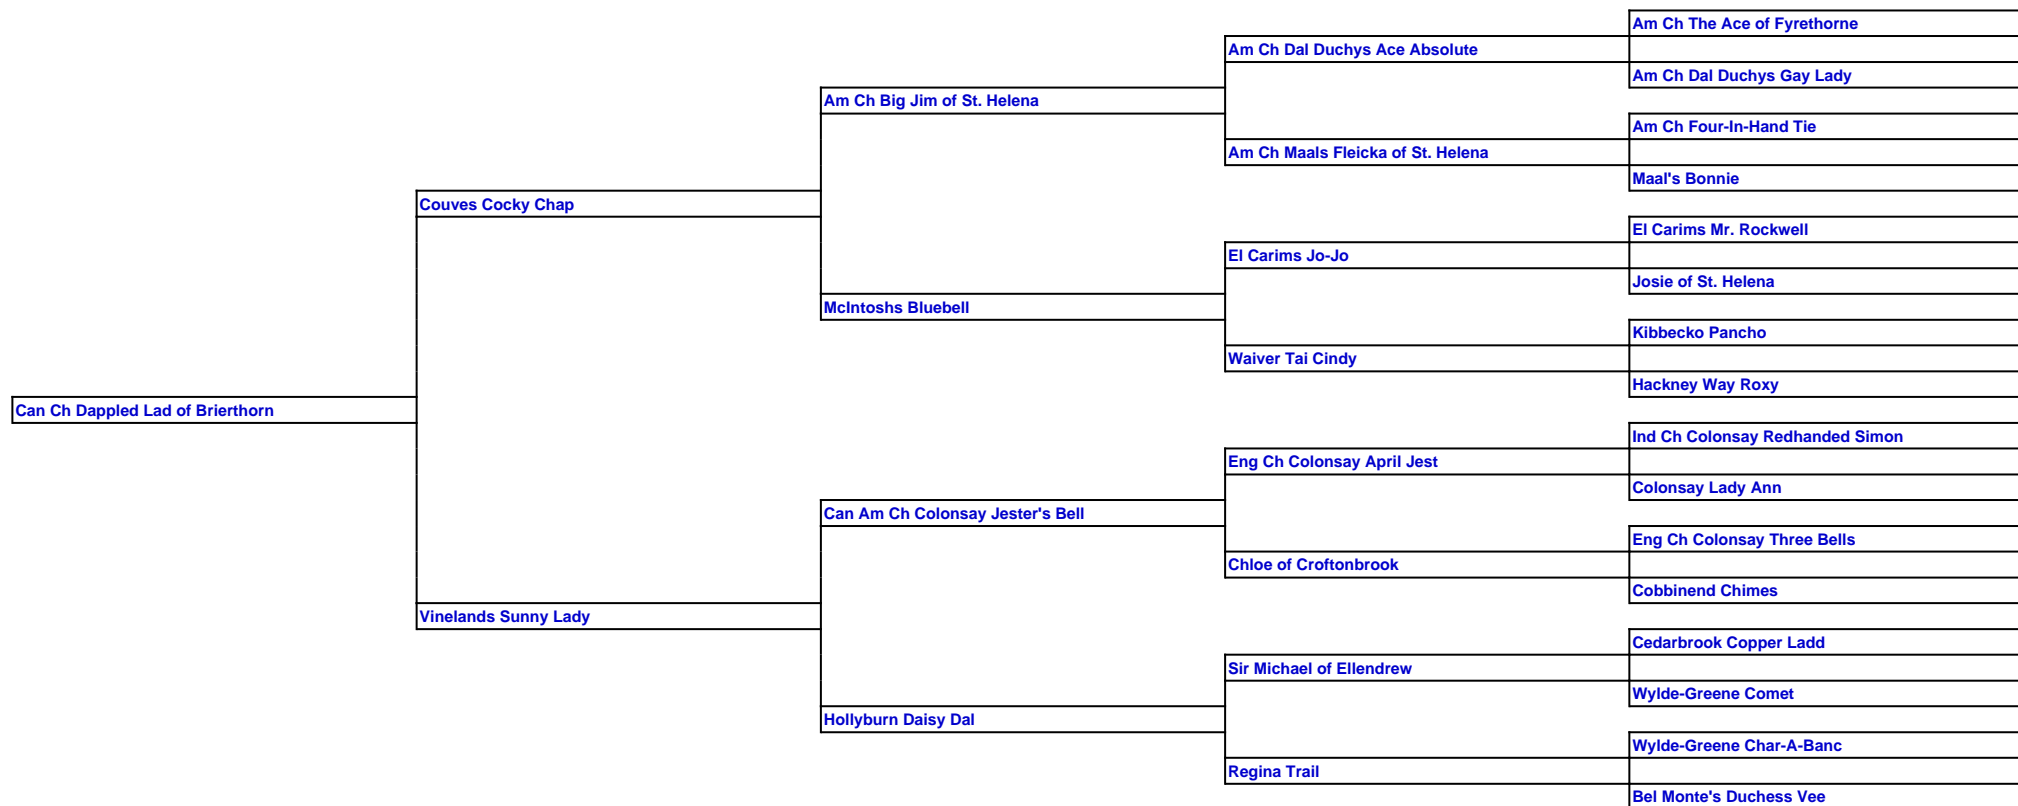 Am Ch The Ace of Fyrethorne
Am Ch Dal Duchys Ace Absolute
Am Ch Dal Duchys Gay Lady
Am Ch Big Jim of St. Helena
Am Ch Four-In-Hand Tie
Am Ch Maals Fleicka of St. Helena
Maal's Bonnie
Couves Cocky Chap
El Carims Mr. Rockwell
El Carims Jo-Jo
Josie of St. Helena
McIntoshs Bluebell
Kibbecko Pancho
Waiver Tai Cindy
Hackney Way Roxy
Can Ch Dappled Lad of Brierthorn
Ind Ch Colonsay Redhanded Simon
Eng Ch Colonsay April Jest
Colonsay Lady Ann
Can Am Ch Colonsay Jester's Bell
Eng Ch Colonsay Three Bells
Chloe of Croftonbrook
Cobbinend Chimes
Vinelands Sunny Lady
Cedarbrook Copper Ladd
Sir Michael of Ellendrew
Wylde-Greene Comet
Hollyburn Daisy Dal
Wylde-Greene Char-A-Banc
Regina Trail
Bel Monte's Duchess Vee